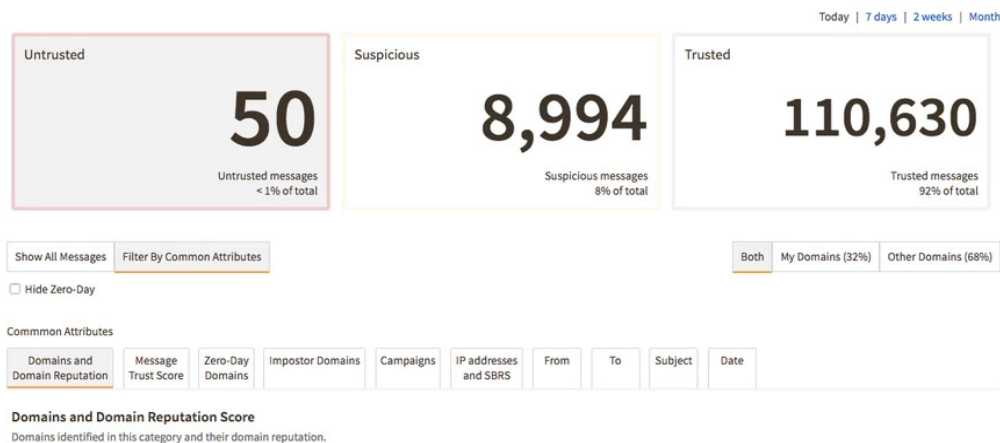 Today | 7 days | 2 weeks | Month
Untrusted
50
Untrusted messages
< 1% of total
Suspicious
8,994
Suspicious messages
8% of total
Trusted
110,630
Trusted messages
92% of total
Show All Messages
Filter By Common Attributes
Both
My Domains (32%)
Other Domains (68%)
Hide Zero-Day
Commmon Attributes
Domains and
Domain Reputation
Message
Trust Score
Zero-Day
Domains
Impostor Domains
Campaigns
IP addresses
and SBRS
From
To
Subject
Date
Domains and Domain Reputation Score
Domains identified in this category and their domain reputation.